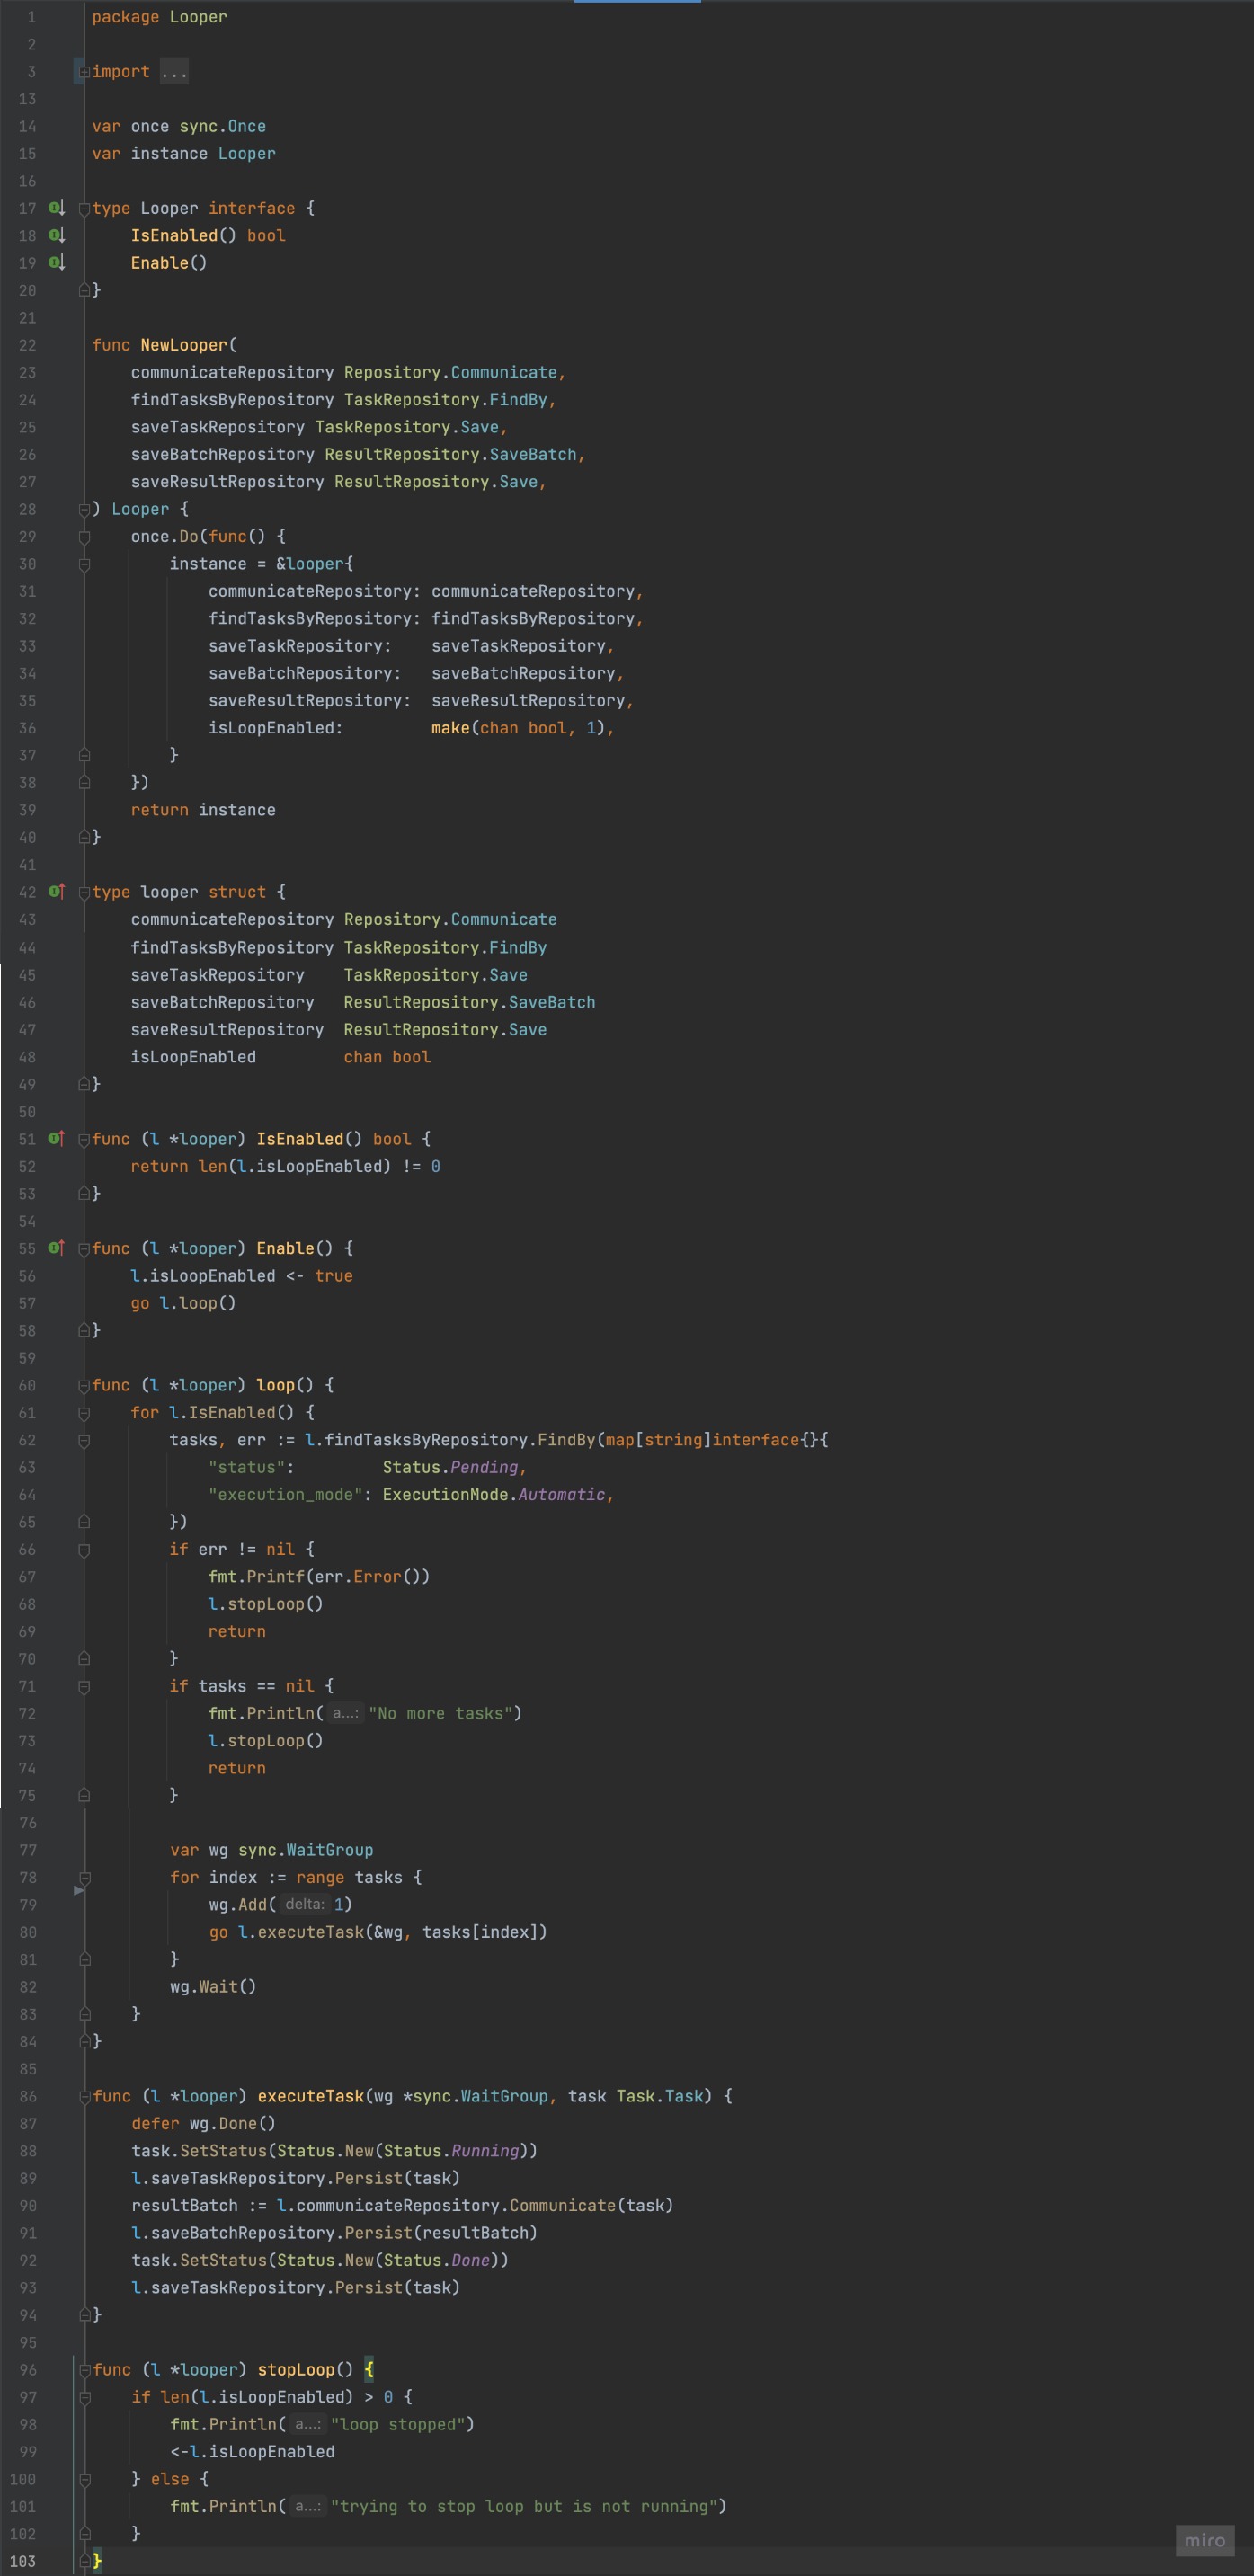 1 package Looper
2
3 import ...
13
14 var once sync.Once
15 var instance Looper
16
17 type Looper interface {
18 IsEnabled() bool
19 Enable()
20 }
21
22 func NewLooper(
23 communicateRepository Repository.Communicate,
24 findTasksByRepository TaskRepository.FindBy,
25 saveTaskRepository TaskRepository.Save,
26 saveBatchRepository ResultRepository.SaveBatch,
27 saveResultRepository ResultRepository.Save,
28 ) Looper {
29 once.Do(func() {
30 instance = &looper{
31 communicateRepository: communicateRepository,
32 findTasksByRepository: findTasksByRepository,
33 saveTaskRepository: saveTaskRepository,
34 saveBatchRepository: saveBatchRepository,
35 saveResultRepository: saveResultRepository,
36 isLoopEnabled: make(chan bool, 1),
37 }
38 })
39 return instance
40 }
41
42 type looper struct {
43 communicateRepository Repository.Communicate
44 findTasksByRepository TaskRepository.FindBy
45 saveTaskRepository TaskRepository.Save
46 saveBatchRepository ResultRepository.SaveBatch
47 saveResultRepository ResultRepository.Save
48 isLoopEnabled chan bool
49 }
50
51 func (l *looper) IsEnabled() bool {
52 return len(l.isLoopEnabled) != 0
53 }
54
55 func (l *looper) Enable() {
56 l.isLoopEnabled <- true
57 go l.loop()
58 }
59
60 func (l *looper) loop() {
61 for l.IsEnabled() {
62 tasks, err := l.findTasksByRepository.FindBy(map[string]interface{}{
63 "status": Status.Pending,
64 "execution_mode": ExecutionMode.Automatic,
65 })
66 if err != nil {
67 fmt.Printf(err.Error())
68 l.stopLoop()
69 return
70 }
71 if tasks == nil {
72 fmt.Println( a...: "No more tasks")
73 l.stopLoop()
74 return
75 }
76
77 var wg sync.WaitGroup
78 for index := range tasks {
79 wg.Add( delta: 1)
80 go l.executeTask(&wg, tasks[index])
81 }
82 wg.Wait()
83 }
84 }
85
86 func (l *looper) executeTask(wg *sync.WaitGroup, task Task.Task) {
87 defer wg.Done()
88 task.SetStatus(Status.New(Status.Running))
89 l.saveTaskRepository.Persist(task)
90 resultBatch := l.communicateRepository.Communicate(task)
91 l.saveBatchRepository.Persist(resultBatch)
92 task.SetStatus(Status.New(Status.Done))
93 l.saveTaskRepository.Persist(task)
94 }
95
96 func (l *looper) stopLoop() {
97 if len(l.isLoopEnabled) > 0 {
98 fmt.Println( a...: "loop stopped")
99 <-l.isLoopEnabled
100 } else {
101 fmt.Println( a...: "trying to stop loop but is not running")
102 }
103 }
miro